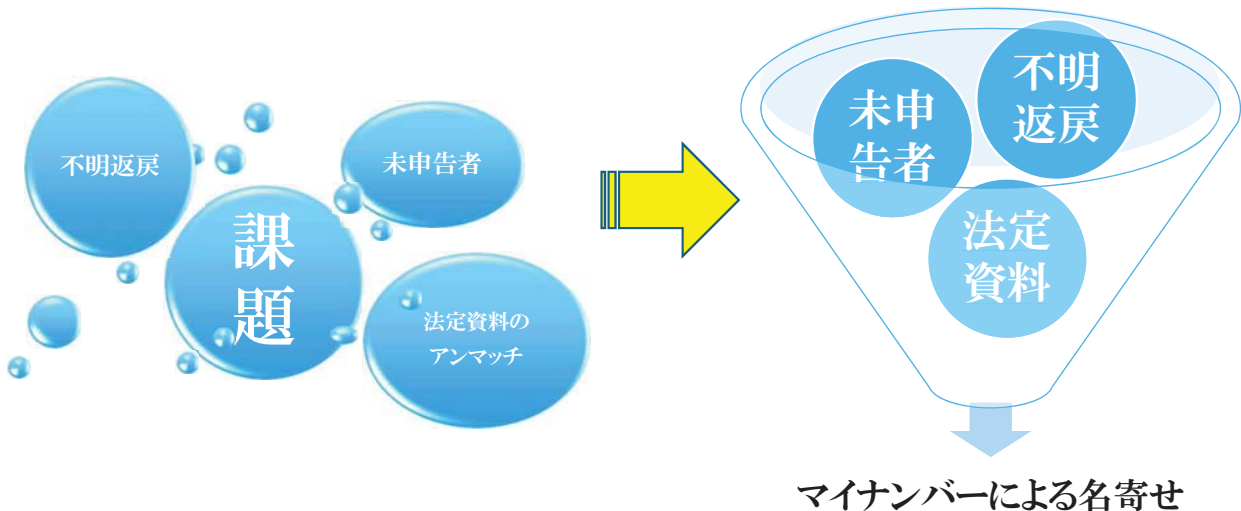 不明返戻
未申告者
課
題
法定資料の
アンマッチ
未申
告者
不明
返戻
法定
資料
マイナンバーによる名寄せ